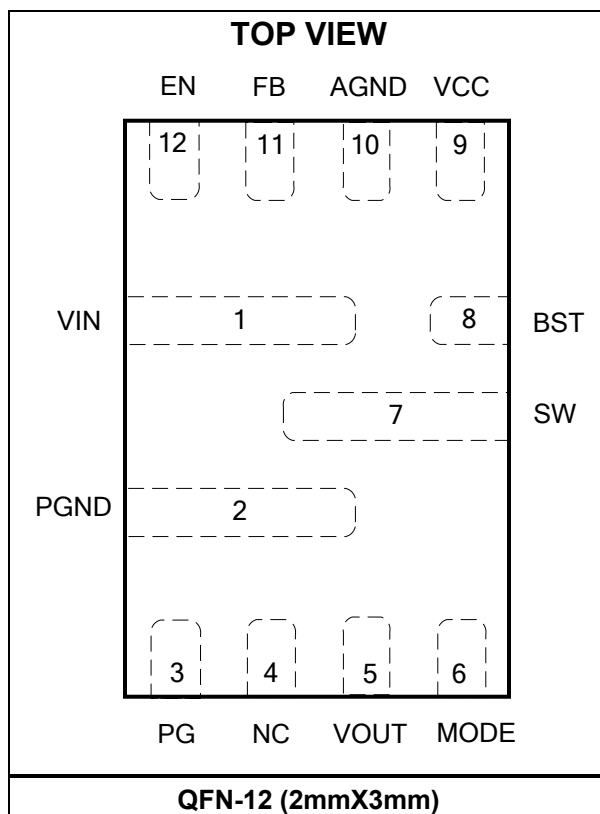 TOP VIEW
EN FB AGND VCC
12 11 10 9
VIN 1 8 BST
7 SW
PGND 2
3 4 5 6
PG NC VOUT MODE
QFN-12 (2mmX3mm)